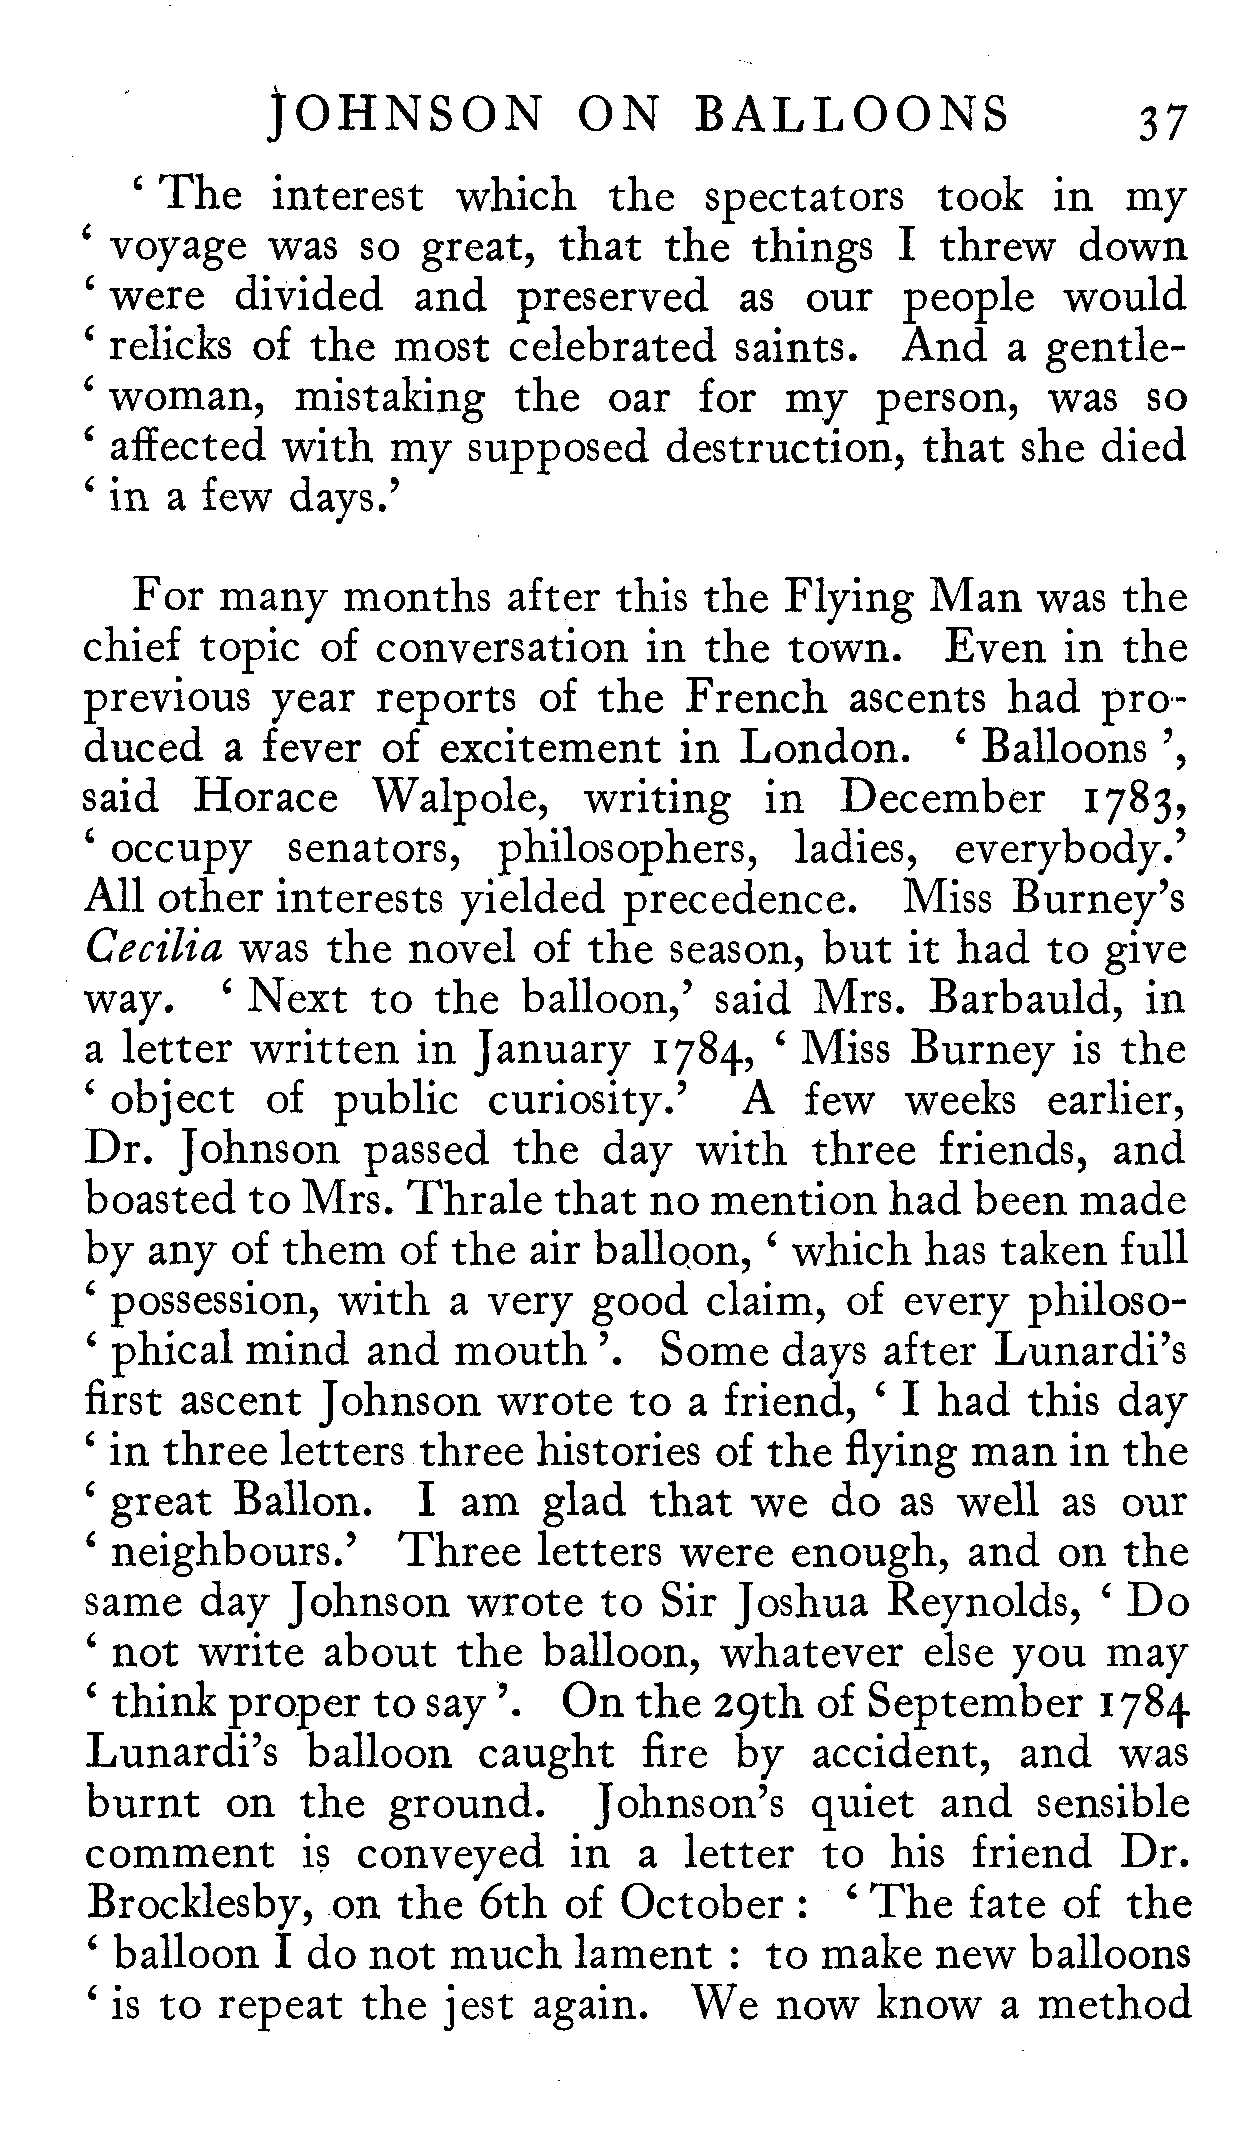 JOHNSON ON BALLOONS 37
‘ The interest which the spectators took in my
‘ voyage was so great, that the things I threw down
‘ were divided and preserved as our people would
‘ relicks of the most celebrated saints. And a gentle-
‘ woman, mistaking the oar for my person, was so
‘ affected with my supposed destruction, that she died
‘ in a few days.’
For many months after this the Flying Man was the
chief topic of conversation in the town. Even in the
previous year reports of the French ascents had pro-
duced a fever of excitement in London. ‘ Balloons ’,
said Horace Walpole, writing in December 1783,
‘ occupy senators, philosophers, ladies, everybody.’
All other interests yielded precedence. Miss Burney’s
Cecilia was the novel of the season, but it had to give
way. ‘ Next to the balloon,’ said Mrs. Barbauld, in
a letter written in January 1784, ‘ Miss Burney is the
‘ object of public curiosity.’ A few weeks earlier,
Dr. Johnson passed the day with three friends, and
boasted to Mrs. Thrale that no mention had been made
by any of them of the air balloon, ‘ which has taken full
‘ possession, with a very good claim, of every philoso-
‘ phical mind and mouth ’. Some days after Lunardi’s
first ascent Johnson wrote to a friend, ‘ I had this day
‘ in three letters three histories of the flying man in the
‘ great Ballon. I am glad that we do as well as our
‘ neighbours.’ Three letters were enough, and on the
same day Johnson wrote to Sir Joshua Reynolds, ‘ Do
‘ not write about the balloon, whatever else you may
‘ think proper to say ’. On the 29th of September 1784
Lunardi’s balloon caught fire by accident, and was
burnt on the ground. Johnson’s quiet and sensible
comment is conveyed in a letter to his friend Dr.
Brocklesby, on the 6th of October : ‘ The fate of the
‘ balloon I do not much lament : to make new balloons
‘ is to repeat the jest again. We now know a method